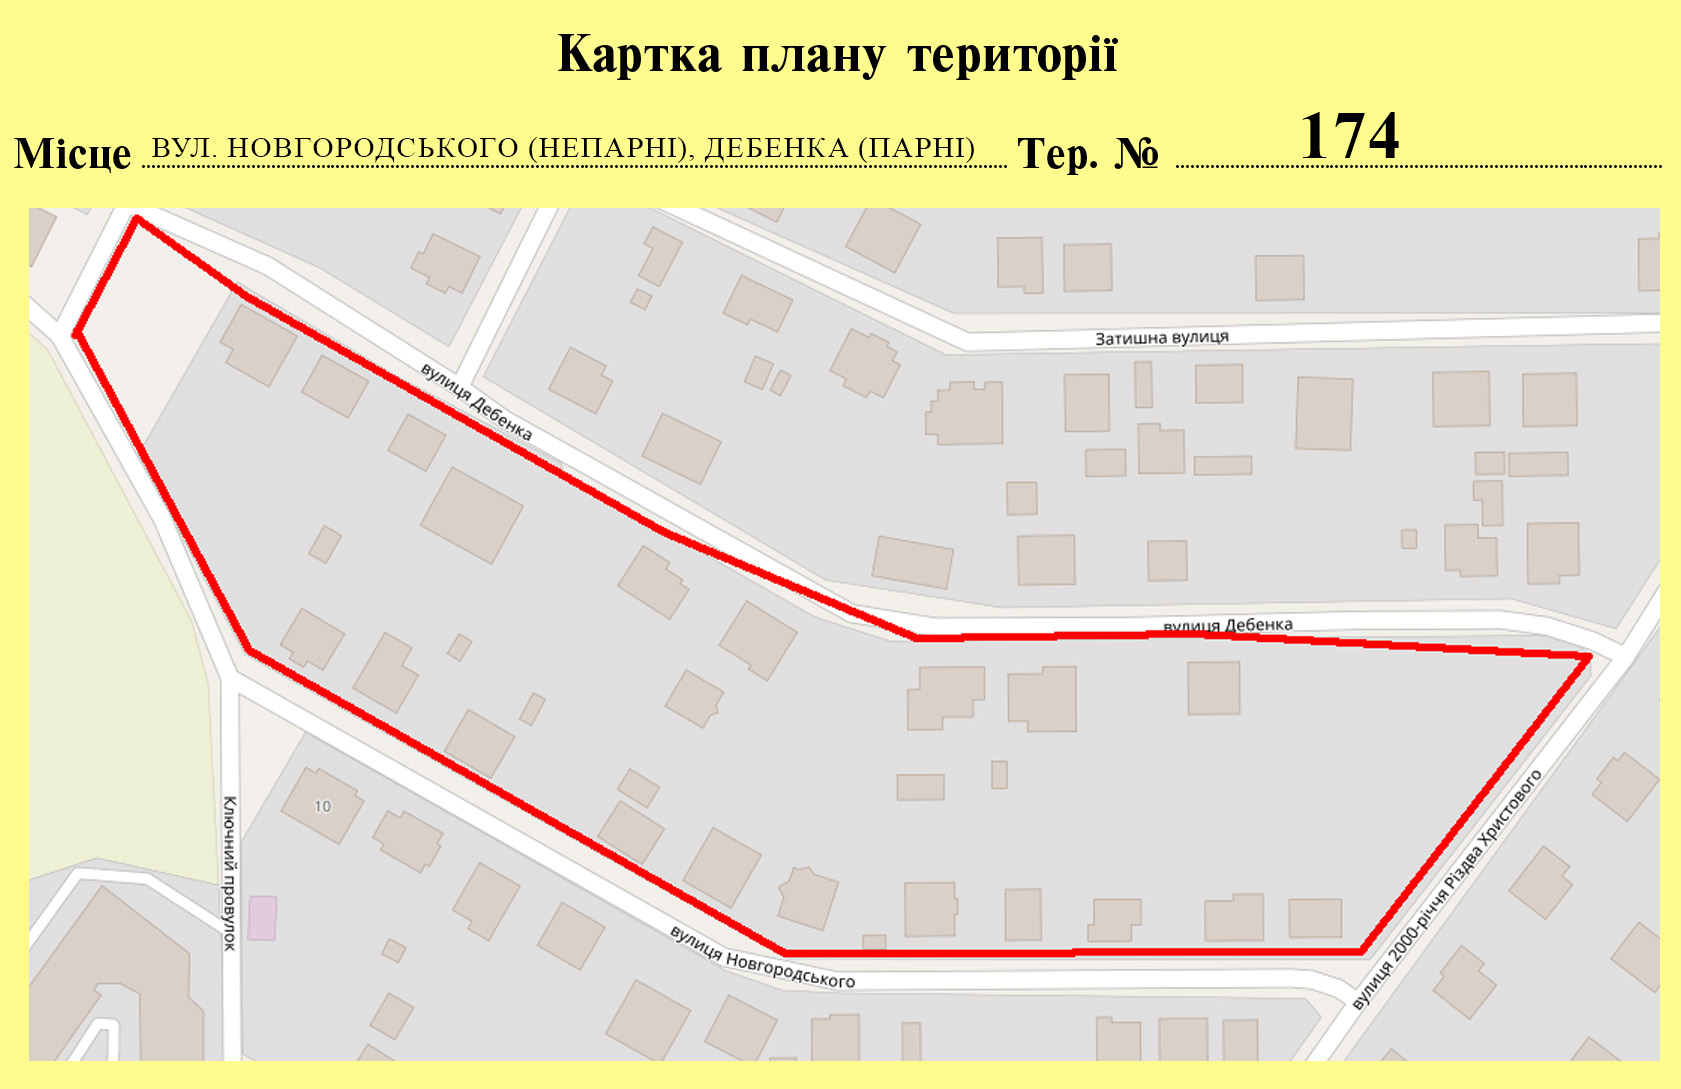 Картка плану території
Місце ВУЛ. НОВГОРОДСЬКОГО (НЕПАРНІ), ДЕБЕНКА (ПАРНІ) Тер. № 174
Затишна вулиця
вулиця Дебенка
вулиця Дебенка
10
Ключний провулок
вулиця 2000-річчя Різдва Христового
вулиця Новгородського